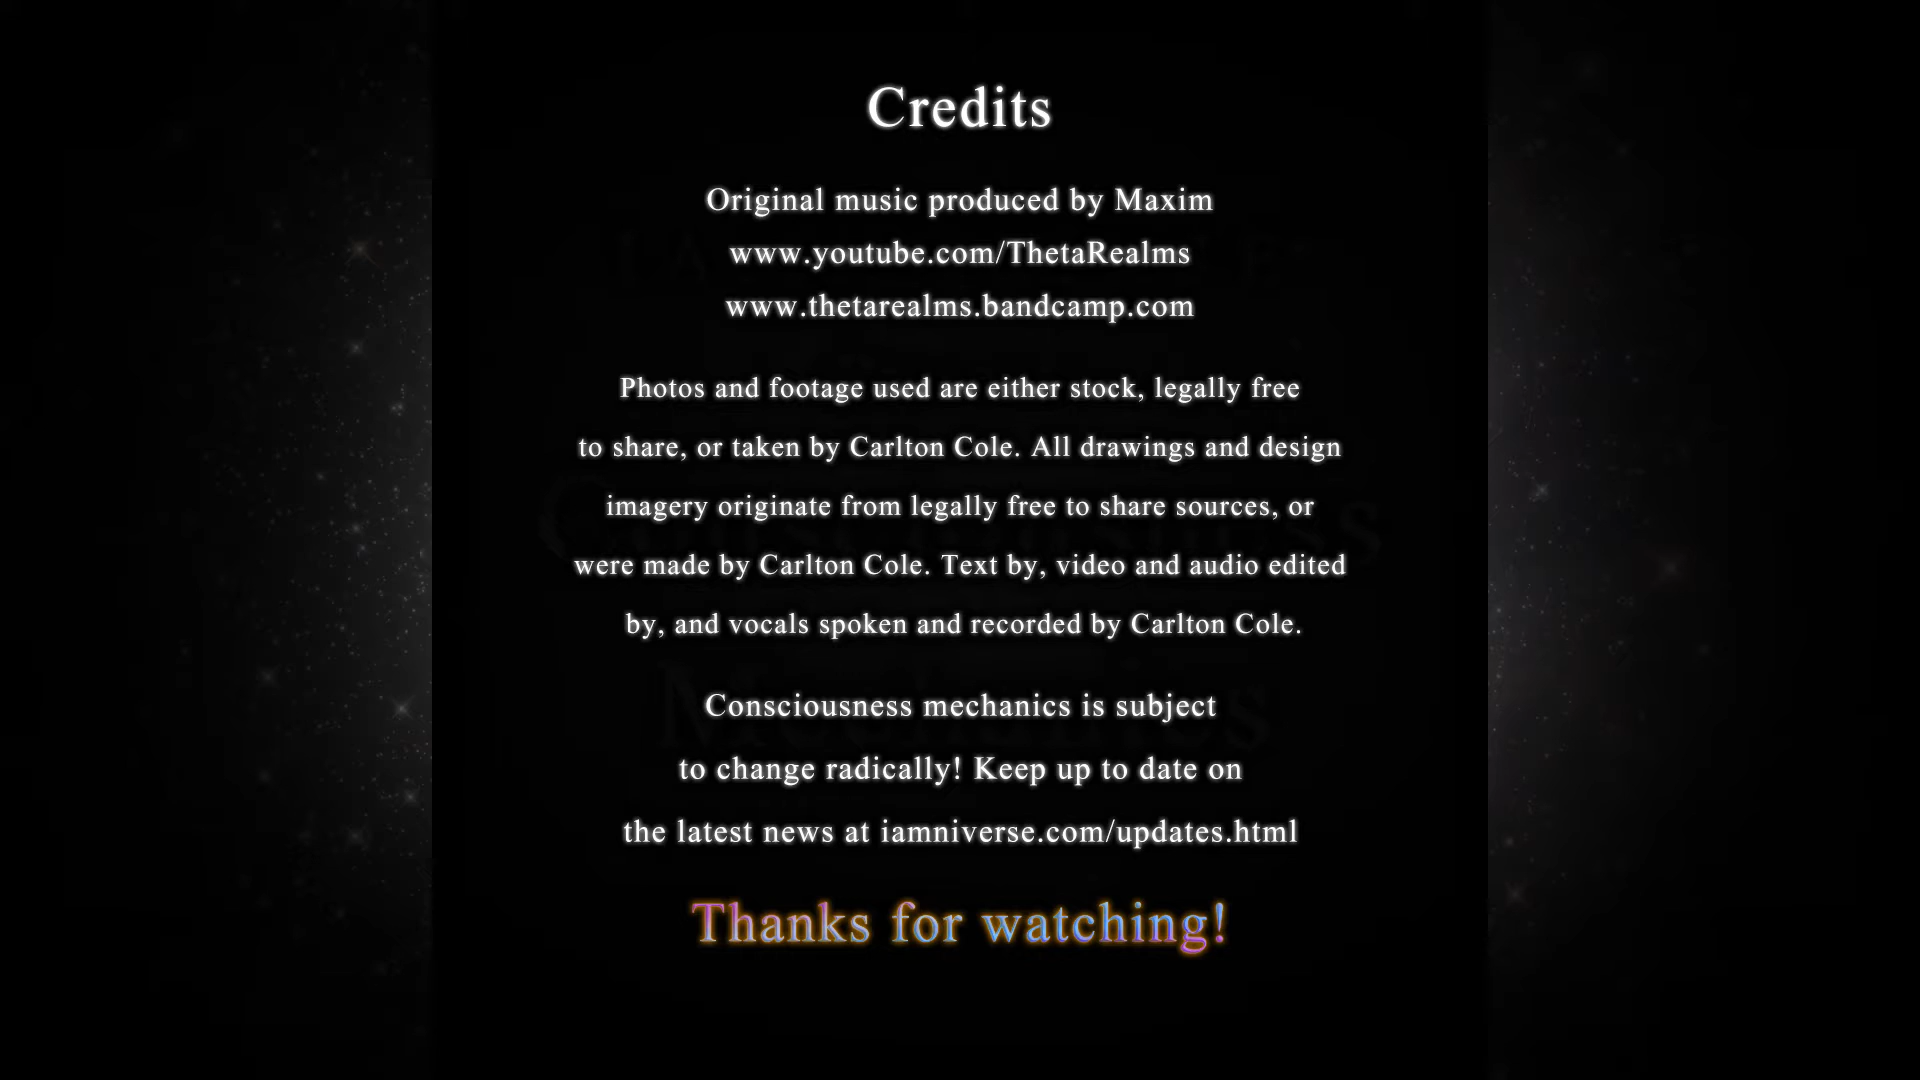 Credits
Original music produced by Maxim
www.youtube.com/ThetaRealms
www.thetarealms.bandcamp.com
Photos and footage used are either stock, legally free
to share, or taken by Carlton Cole. All drawings and design
imagery originate from legally free to share sources, or
were made by Carlton Cole. Text by, video and audio edited
by, and vocals spoken and recorded by Carlton Cole.
Consciousness mechanics is subject
to change radically! Keep up to date on
the latest news at iamniverse.com/updates.html
Thanks for watching!